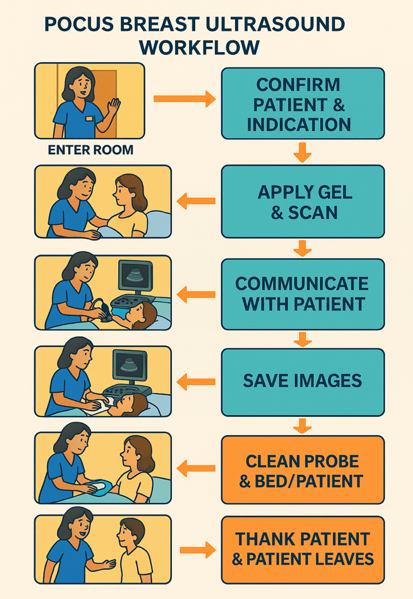 POCUS BREAST ULTRASOUND
WORKFLOW
ENTER ROOM
CONFIRM
PATIENT &
INDICATION
APPLY GEL
& SCAN
COMMUNICATE
WITH PATIENT
SAVE IMAGES
CLEAN PROBE
& BED/PATIENT
THANK PATIENT
& PATIENT LEAVES